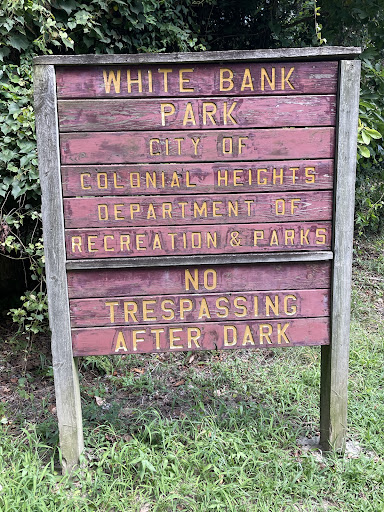 WHITE BANK
PARK
CITY OF
COLONIAL HEIGHTS
DEPARTMENT OF
RECREATION & PARKS
NO
TRESPASSING
AFTER DARK